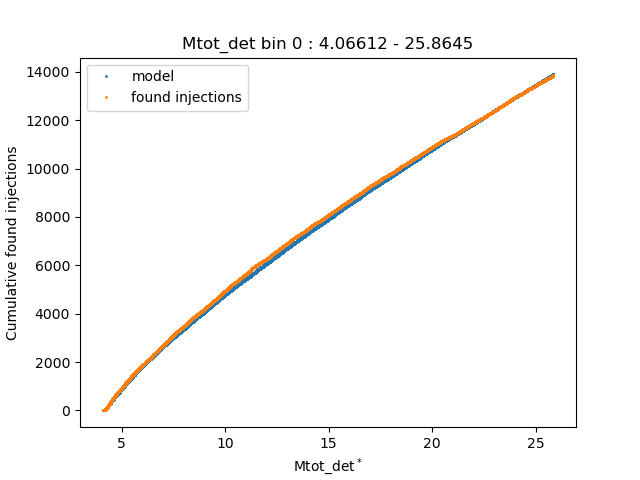 Mtot_det bin 0 : 4.06612 - 25.8645
model
found injections
14000
12000
10000
8000
6000
4000
2000
0
Cumulative found injections
5
10
15
20
25
Mtot_det*